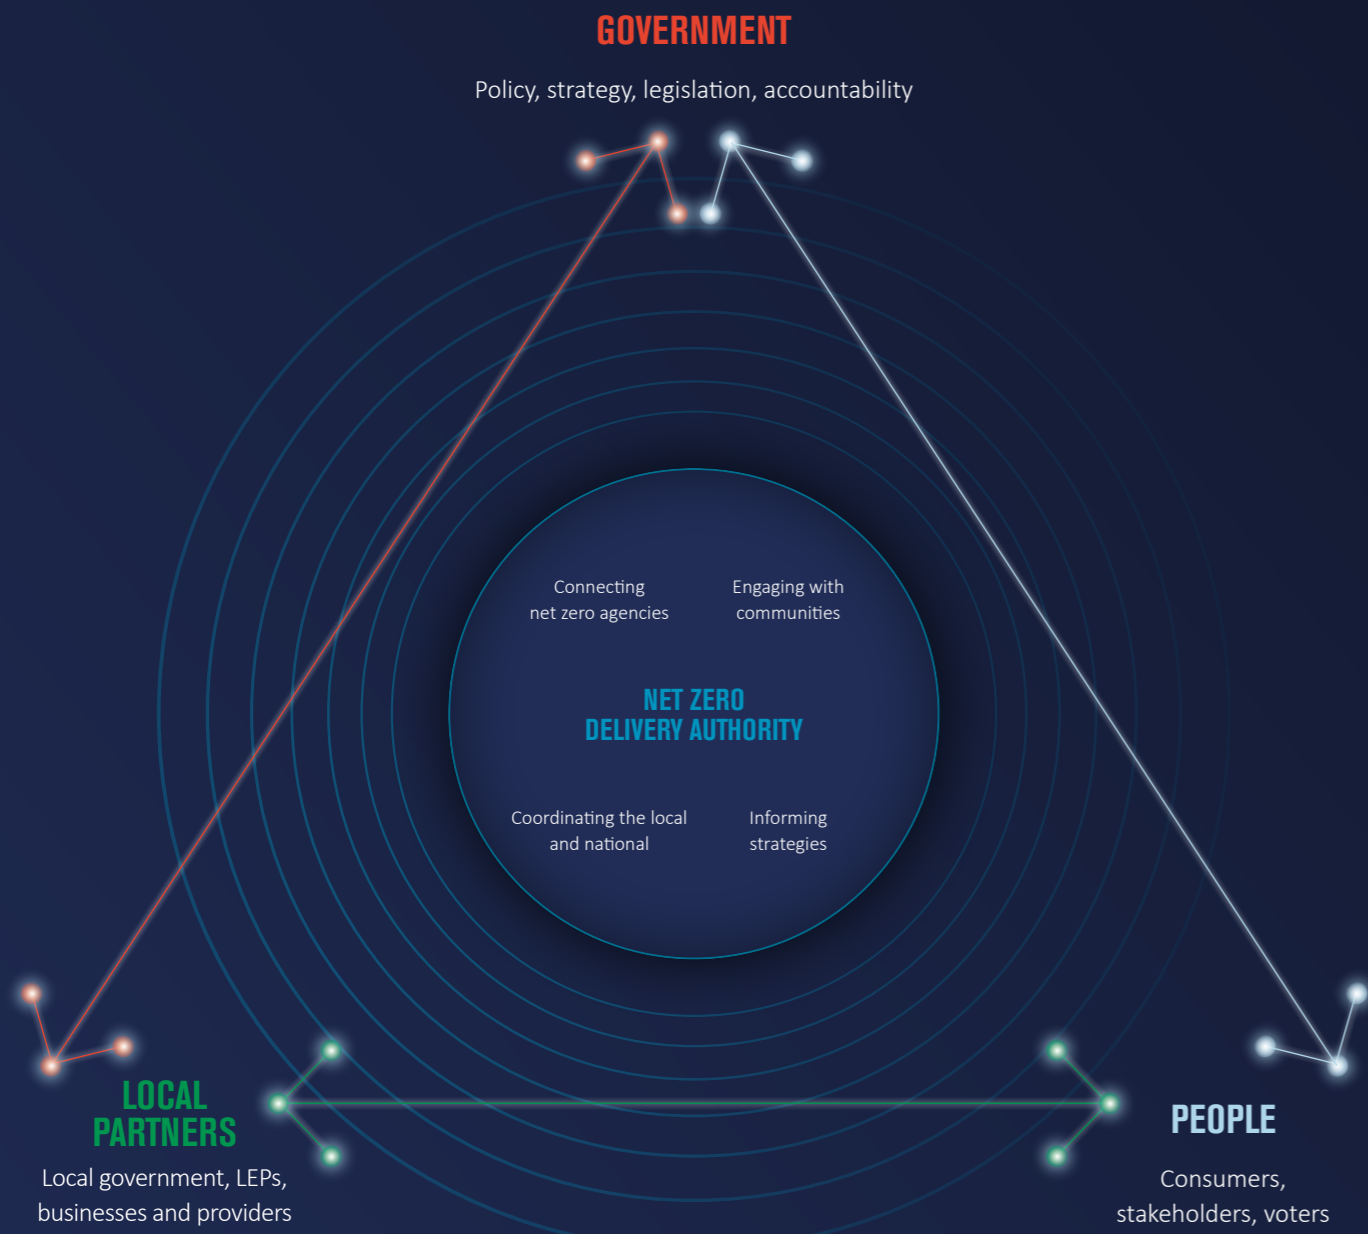 GOVERNMENT
Policy, strategy, legislation, accountability
Connecting
net zero agencies
Engaging with
communities
NET ZERO
DELIVERY AUTHORITY
Coordinating the local
and national
Informing
strategies
LOCAL
PARTNERS
Local government, LEPs,
businesses and providers
PEOPLE
Consumers,
stakeholders, voters